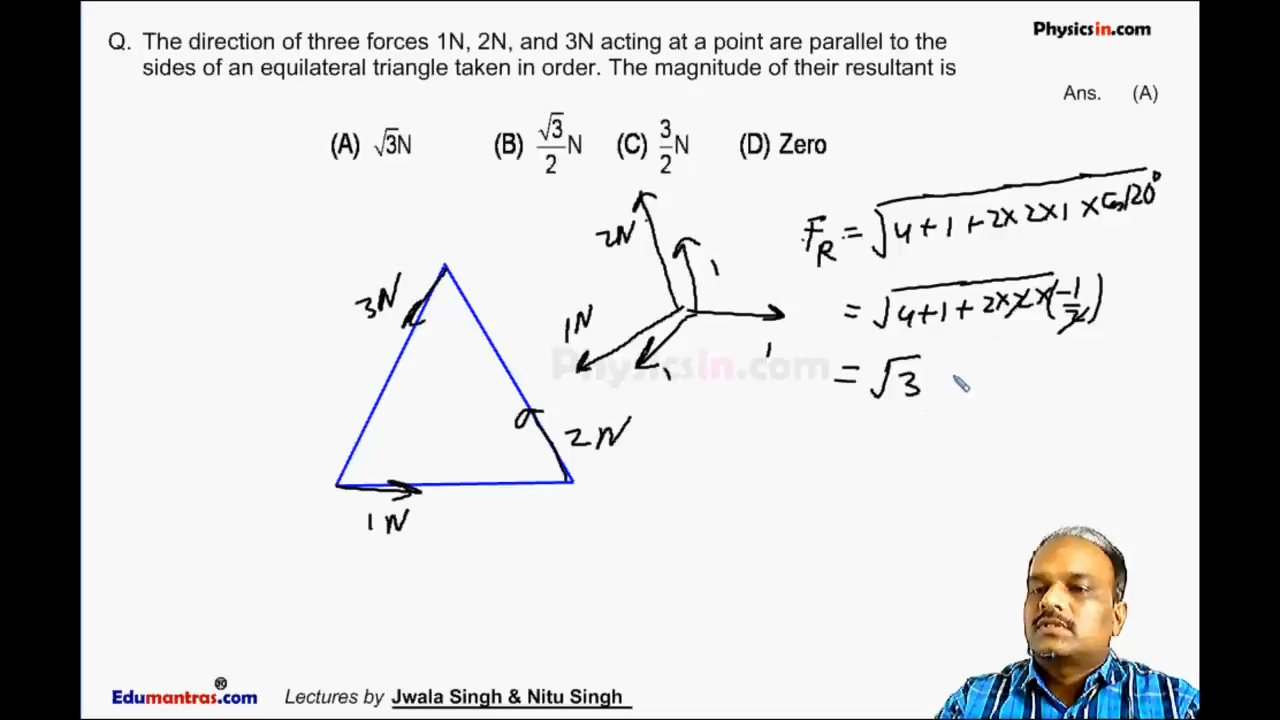 Physicsin.com
Q. The direction of three forces 1N, 2N, and 3N acting at a point are parallel to the
sides of an equilateral triangle taken in order. The magnitude of their resultant is
Ans. (A)
(A) √3N (B) √3/2 N (C) 3/2 N (D) Zero
F_R = √4+1+2×2×1×Cos120°
= √4+1+2×2×(-1/2)
= √3
2N
1
1N
1
1
3N
2N
1N
Physicsin.com
Edumantras.com® Lectures by Jwala Singh & Nitu Singh